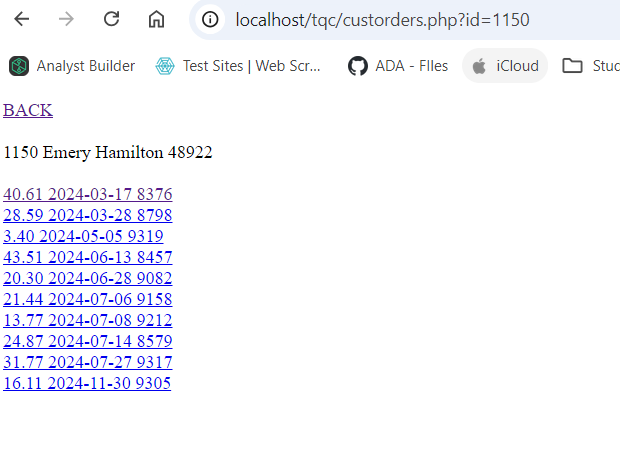 localhost/tqc/custorders.php?id=1150
Analyst Builder
Test Sites | Web Scr...
ADA - FIles
iCloud
Stud
BACK
1150 Emery Hamilton 48922
40.61 2024-03-17 8376
28.59 2024-03-28 8798
3.40 2024-05-05 9319
43.51 2024-06-13 8457
20.30 2024-06-28 9082
21.44 2024-07-06 9158
13.77 2024-07-08 9212
24.87 2024-07-14 8579
31.77 2024-07-27 9317
16.11 2024-11-30 9305